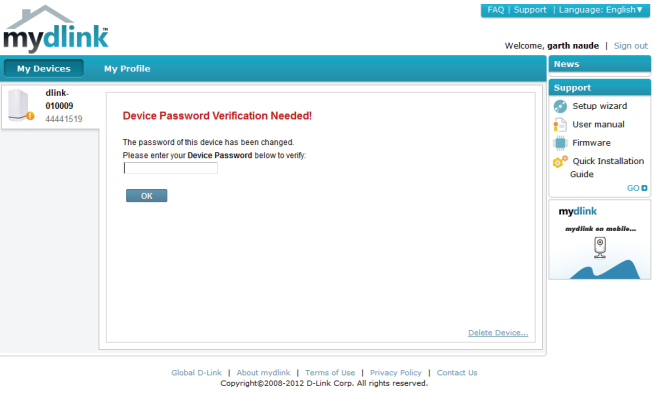 FAQ | Support | Language: English▼
mydlink™
Welcome, garth naude | Sign out
My Devices
My Profile
dlink-
010009
44441519
Device Password Verification Needed!
The password of this device has been changed.
Please enter your Device Password below to verify:
OK
Delete Device...
News
Support
Setup wizard
User manual
Firmware
Quick Installation
Guide
GO
mydlink
mydlink on mobile...
Global D-Link | About mydlink | Terms of Use | Privacy Policy | Contact Us
Copyright©2008-2012 D-Link Corp. All rights reserved.